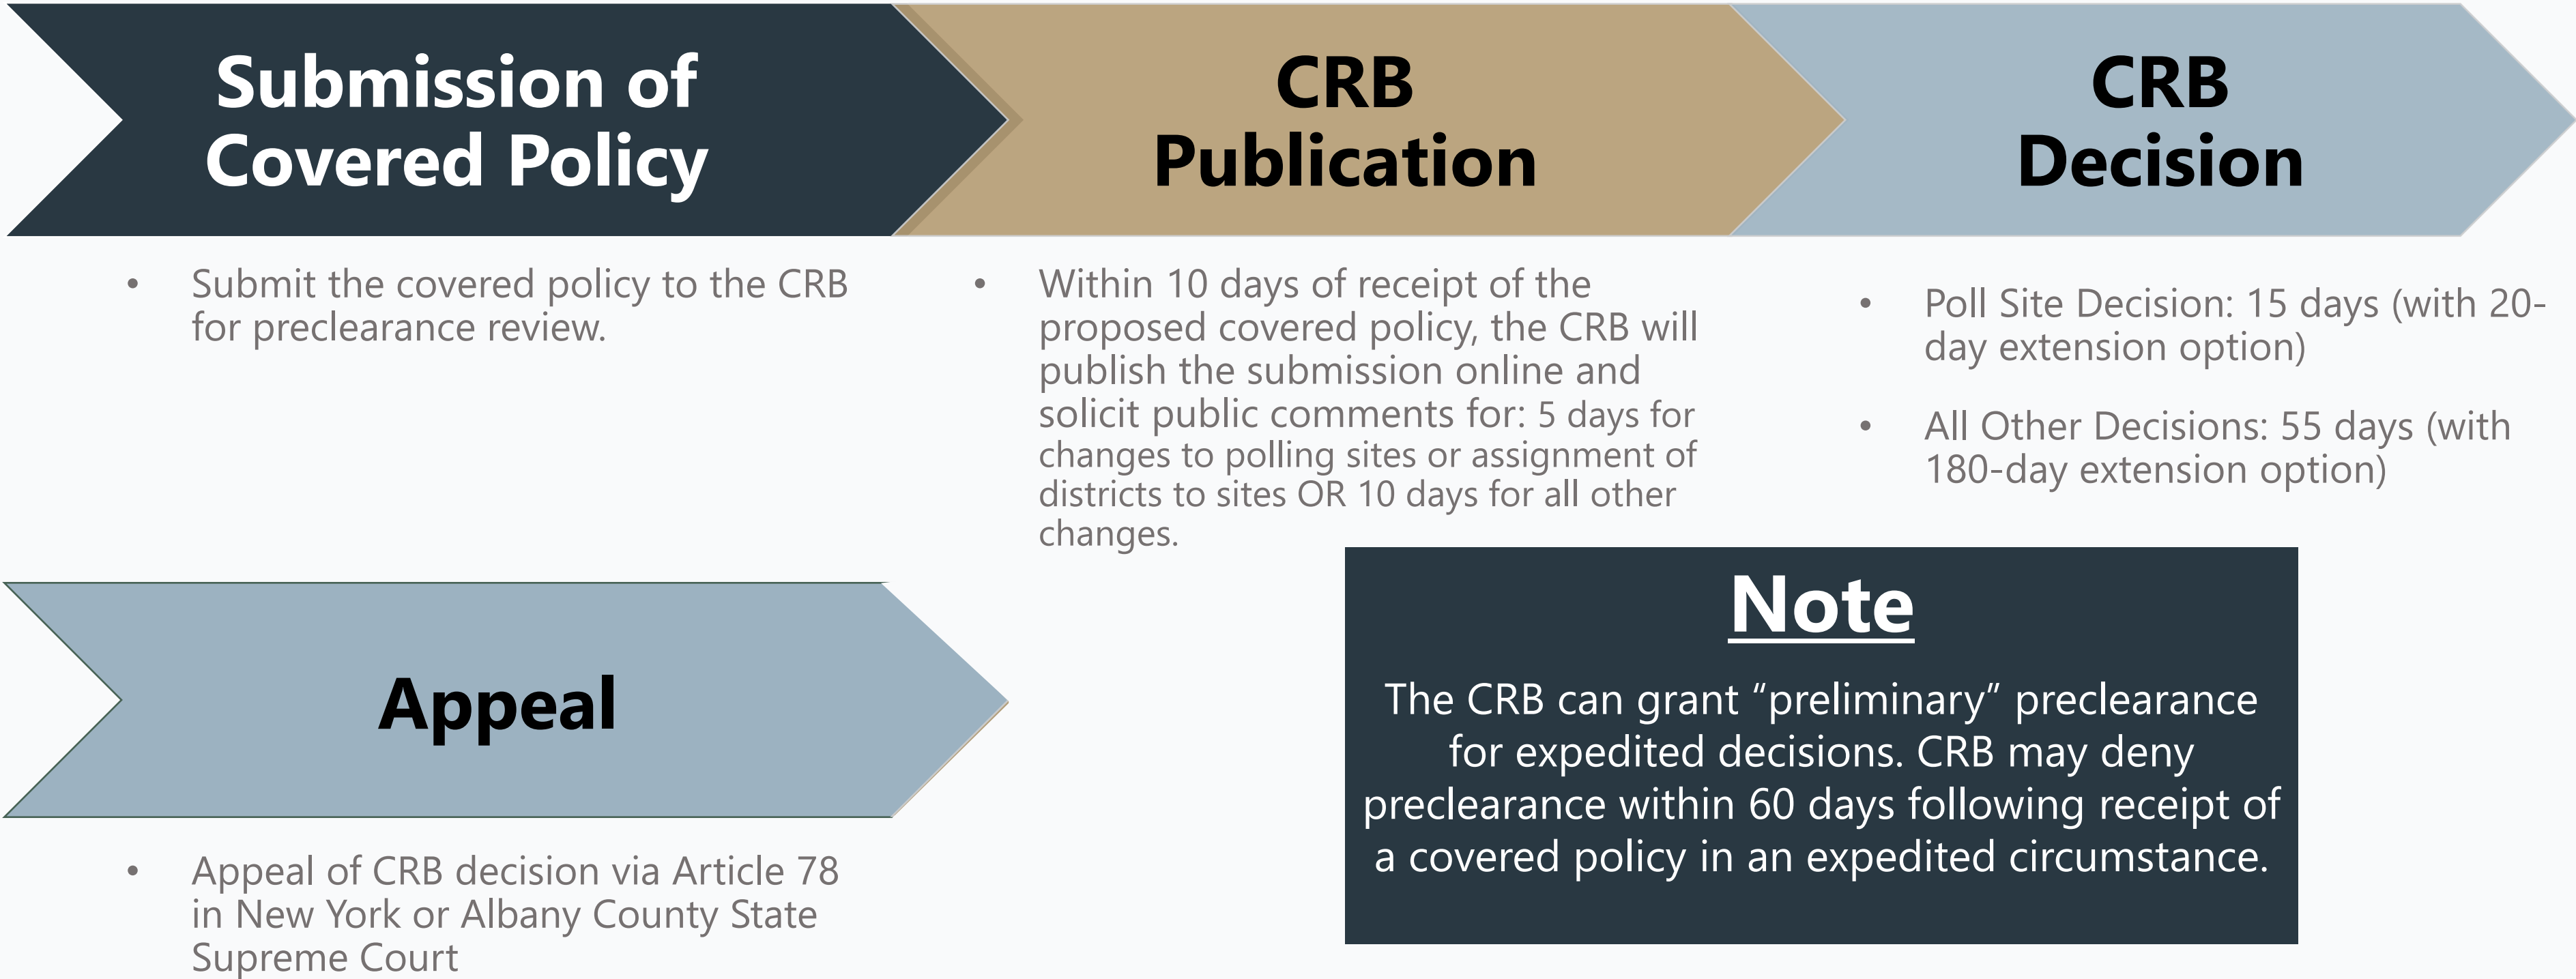 Submission of
Covered Policy
• Submit the covered policy to the CRB
for preclearance review.
CRB
Publication
• Within 10 days of receipt of the
proposed covered policy, the CRB will
publish the submission online and
solicit public comments for: 5 days for
changes to polling sites or assignment of
districts to sites OR 10 days for all other
changes.
CRB
Decision
• Poll Site Decision: 15 days (with 20-
day extension option)
• All Other Decisions: 55 days (with
180-day extension option)
Appeal
• Appeal of CRB decision via Article 78
in New York or Albany County State
Supreme Court
Note
The CRB can grant “preliminary” preclearance
for expedited decisions. CRB may deny
preclearance within 60 days following receipt of
a covered policy in an expedited circumstance.